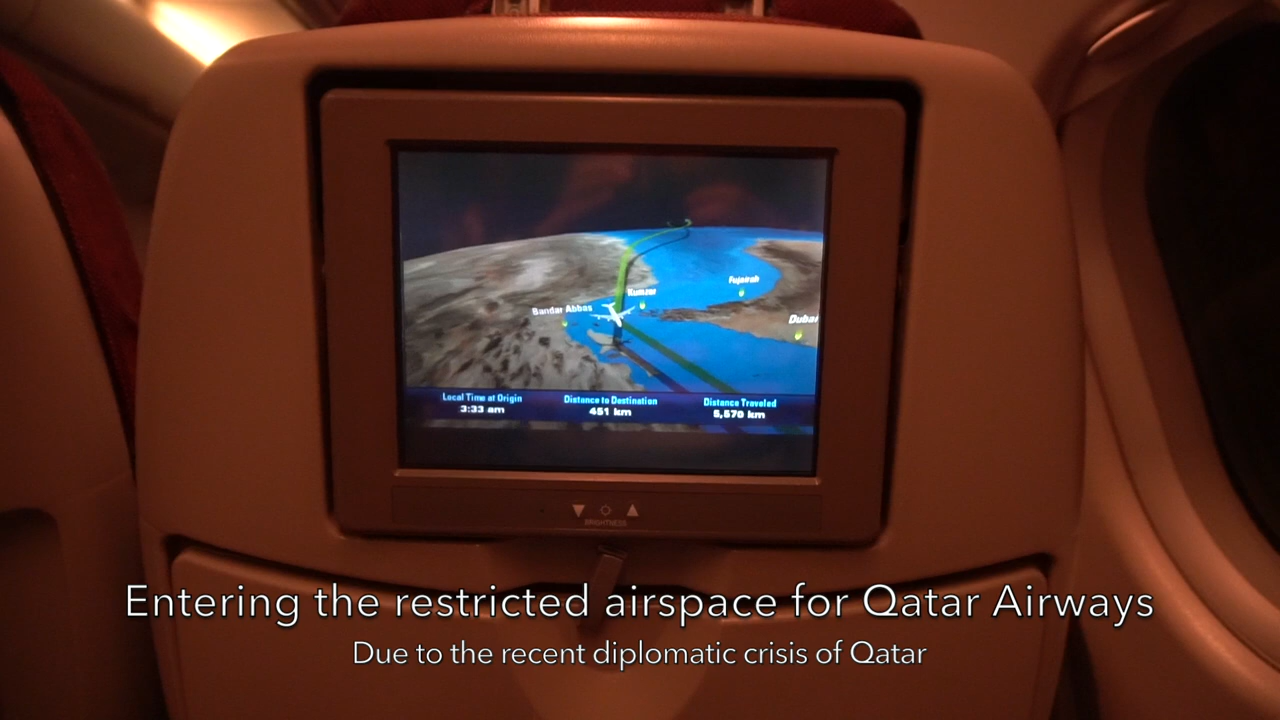 Fujairah
Kumzar
Bandar Abbas
Dubai
Local Time at Origin
3:33 am
Distance to Destination
451 km
Distance Traveled
5,570 km
BRIGHTNESS
Entering the restricted airspace for Qatar Airways
Due to the recent diplomatic crisis of Qatar